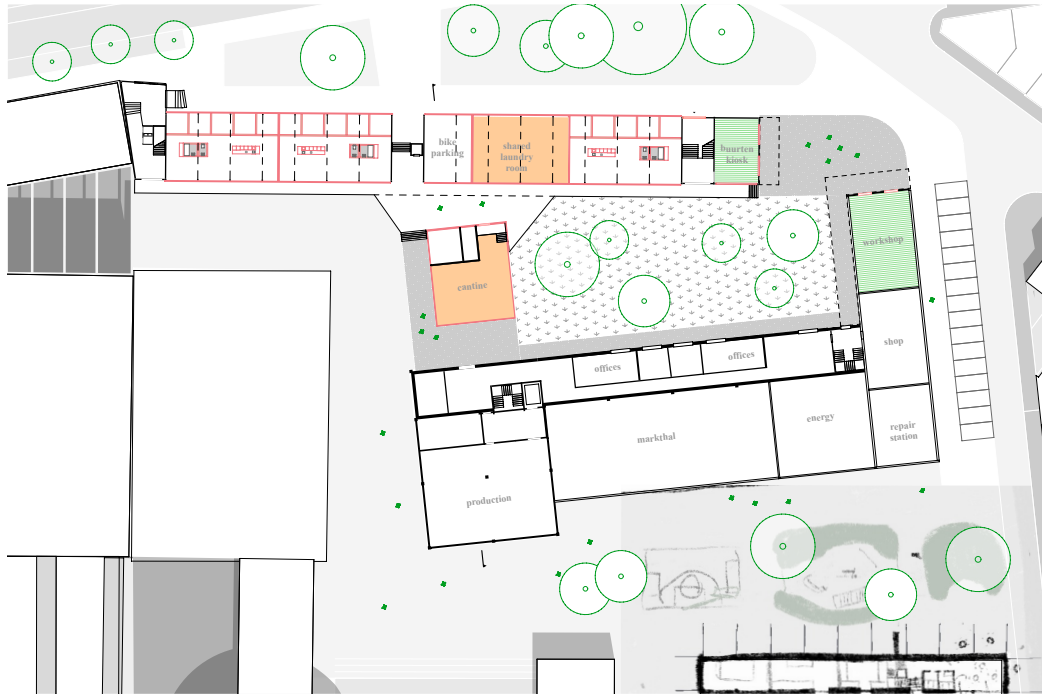 bike
parking
shared
laundry
room
buurten
kiosk
workshop
cantine
shop
offices
offices
energy
markthal
repair
station
production